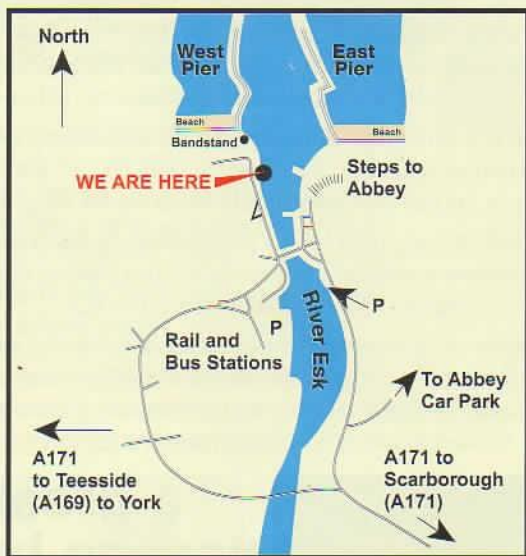 North
West
Pier
East
Pier
Beach
Beach
Bandstand
WE ARE HERE
Steps to
Abbey
River Esk
P
P
Rail and
Bus Stations
To Abbey
Car Park
A171
to Teesside
(A169) to York
A171 to
Scarborough
(A171)